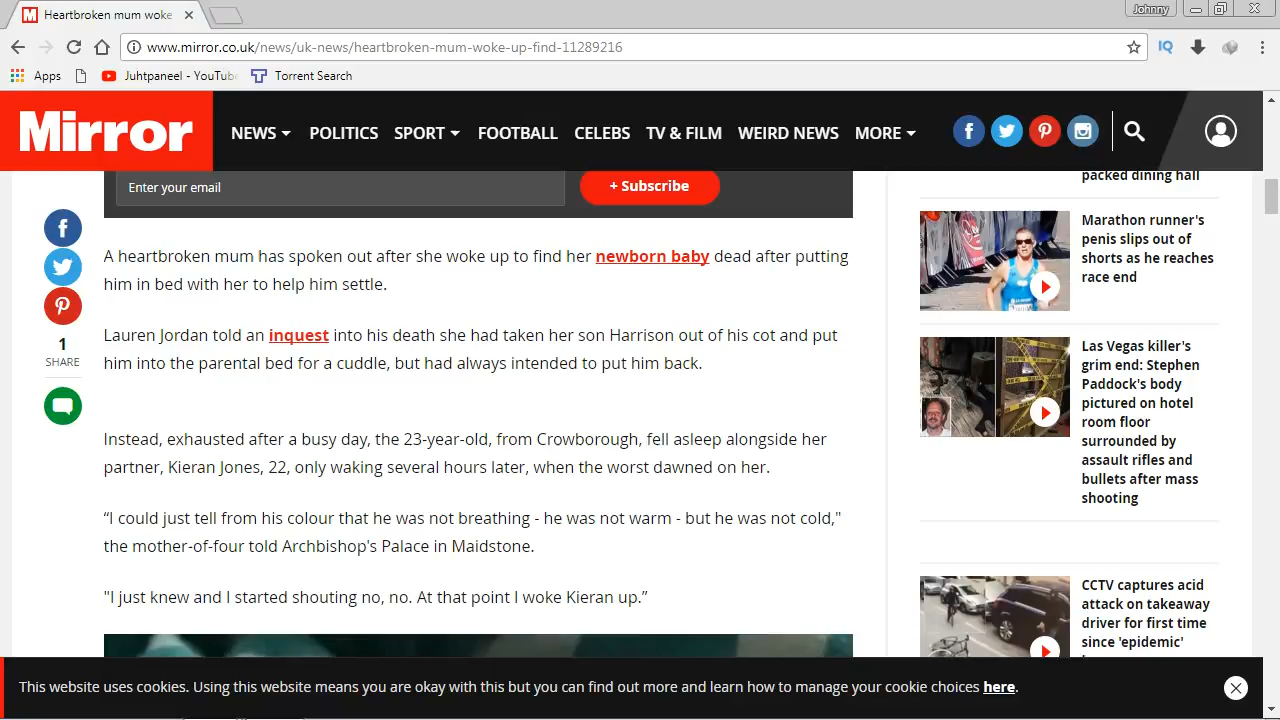 Heartbroken mum woke
Johnny
www.mirror.co.uk/news/uk-news/heartbroken-mum-woke-up-find-11289216
IQ
Apps
Juhtpaneel - YouTub
Torrent Search
Mirror
NEWS
POLITICS
SPORT
FOOTBALL
CELEBS
TV & FILM
WEIRD NEWS
MORE
Enter your email
+ Subscribe
1
SHARE
A heartbroken mum has spoken out after she woke up to find her newborn baby dead after putting
him in bed with her to help him settle.
Lauren Jordan told an inquest into his death she had taken her son Harrison out of his cot and put
him into the parental bed for a cuddle, but had always intended to put him back.
Instead, exhausted after a busy day, the 23-year-old, from Crowborough, fell asleep alongside her
partner, Kieran Jones, 22, only waking several hours later, when the worst dawned on her.
“I could just tell from his colour that he was not breathing - he was not warm - but he was not cold,"
the mother-of-four told Archbishop's Palace in Maidstone.
"I just knew and I started shouting no, no. At that point I woke Kieran up.”
packed dining hall
Marathon runner's
penis slips out of
shorts as he reaches
race end
Las Vegas killer's
grim end: Stephen
Paddock's body
pictured on hotel
room floor
surrounded by
assault rifles and
bullets after mass
shooting
CCTV captures acid
attack on takeaway
driver for first time
since 'epidemic'
This website uses cookies. Using this website means you are okay with this but you can find out more and learn how to manage your cookie choices here.